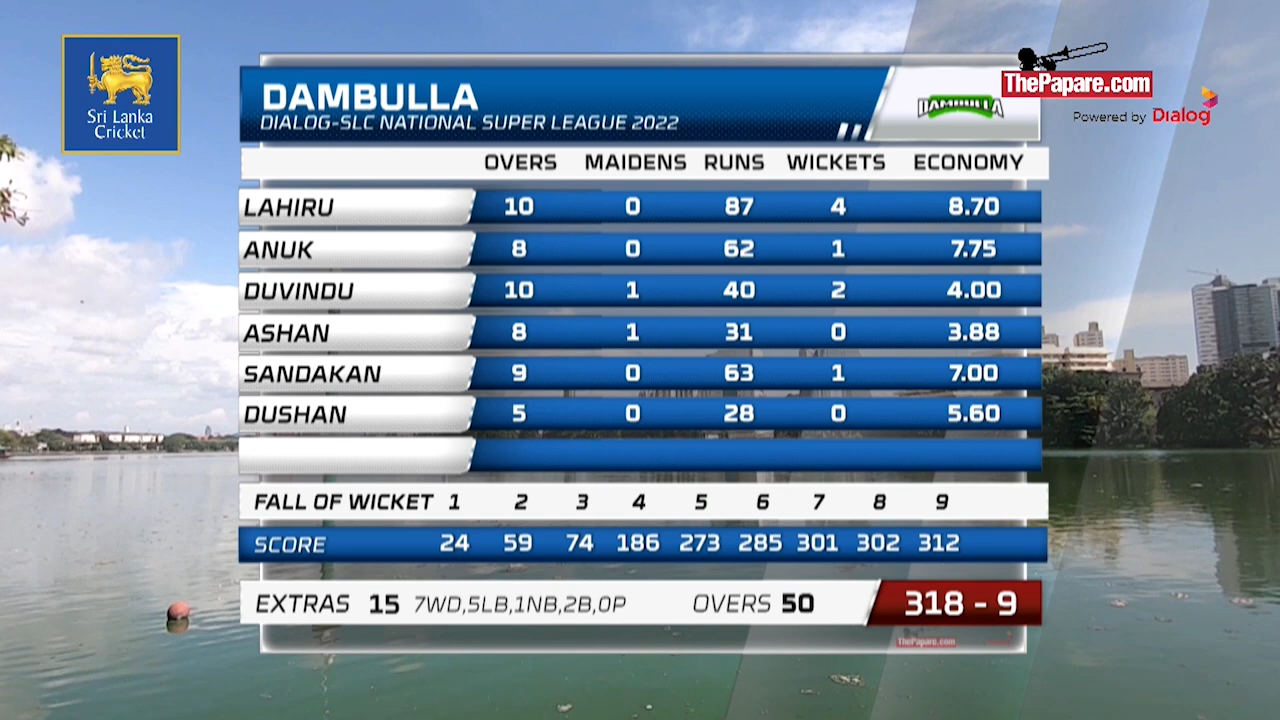 Sri Lanka
Cricket
DAMBULLA
DIALOG-SLC NATIONAL SUPER LEAGUE 2022
DAMBULLA
ThePapare.com
Powered by Dialog
OVERS MAIDENS RUNS WICKETS ECONOMY
LAHIRU 10 0 87 4 8.70
ANUK 8 0 62 1 7.75
DUVINDU 10 1 40 2 4.00
ASHAN 8 1 31 0 3.88
SANDAKAN 9 0 63 1 7.00
DUSHAN 5 0 28 0 5.60
FALL OF WICKET 1 2 3 4 5 6 7 8 9
SCORE 24 59 74 186 273 285 301 302 312
EXTRAS 15 7WD,5LB,1NB,2B,0P OVERS 50 318 - 9
ThePapare.com